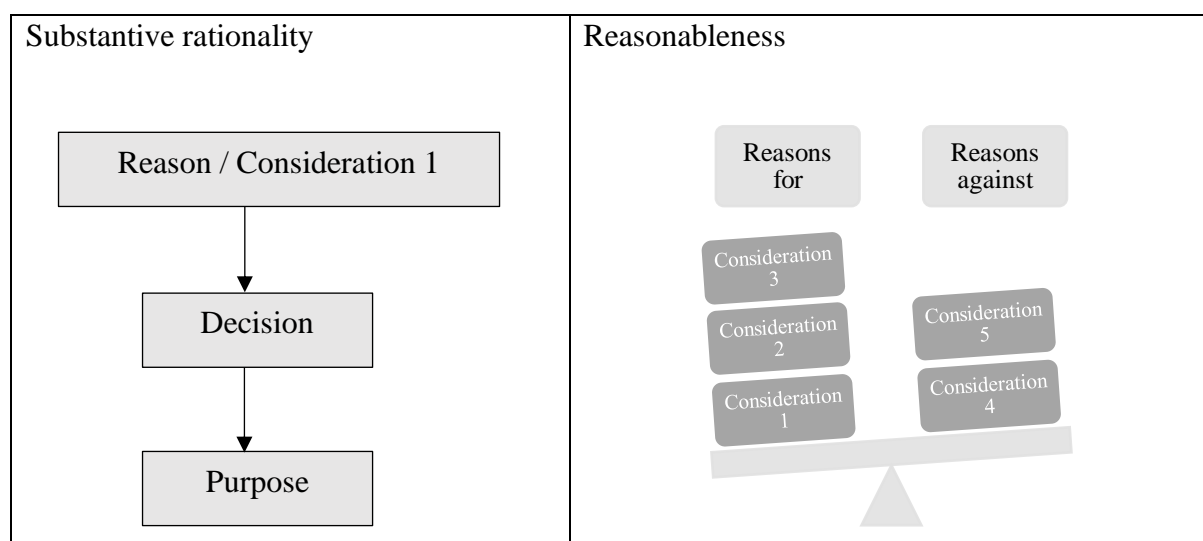 Substantive rationality
Reason / Consideration 1
Decision
Purpose
Reasonableness
Reasons
for
Reasons
against
Consideration
3
Consideration
2
Consideration
1
Consideration
5
Consideration
4